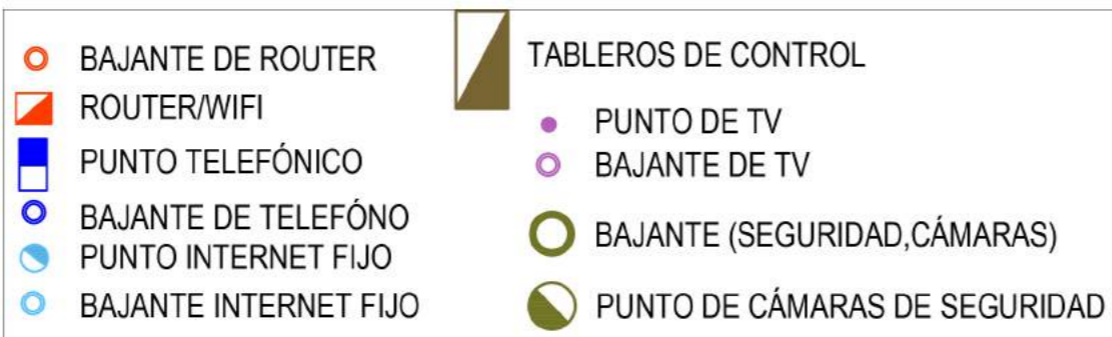 BAJANTE DE ROUTER
ROUTER/WIFI
PUNTO TELEFÓNICO
BAJANTE DE TELEFÓNO
PUNTO INTERNET FIJO
BAJANTE INTERNET FIJO
TABLEROS DE CONTROL
PUNTO DE TV
BAJANTE DE TV
BAJANTE (SEGURIDAD,CÁMARAS)
PUNTO DE CÁMARAS DE SEGURIDAD